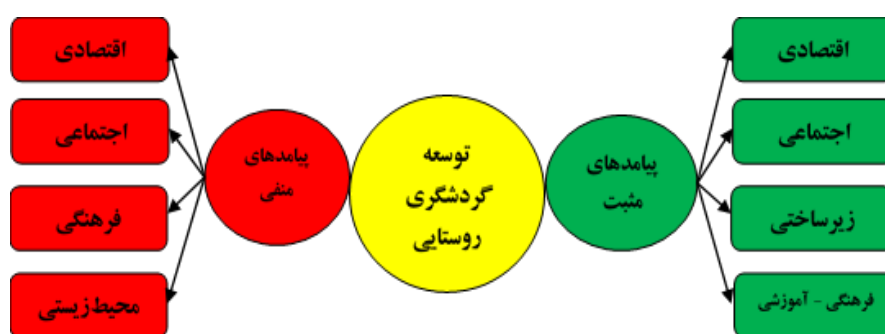 اقتصادی
اجتماعی
زیرساختی
فرهنگی - آموزشی
پیامدهای
مثبت
توسعه
گردشگری
روستایی
پیامدهای
منفی
اقتصادی
اجتماعی
فرهنگی
محیط‌زیستی